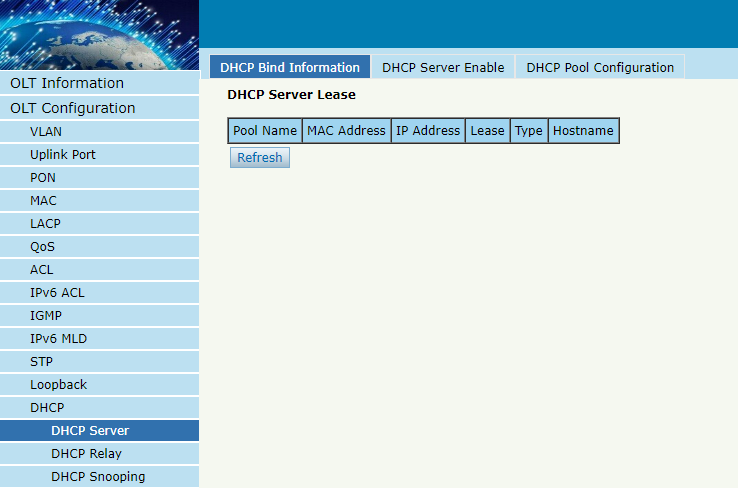 OLT Information
OLT Configuration
VLAN
Uplink Port
PON
MAC
LACP
QoS
ACL
IPv6 ACL
IGMP
IPv6 MLD
STP
Loopback
DHCP
DHCP Server
DHCP Relay
DHCP Snooping
DHCP Bind Information DHCP Server Enable DHCP Pool Configuration
DHCP Server Lease
Pool Name MAC Address IP Address Lease Type Hostname
Refresh